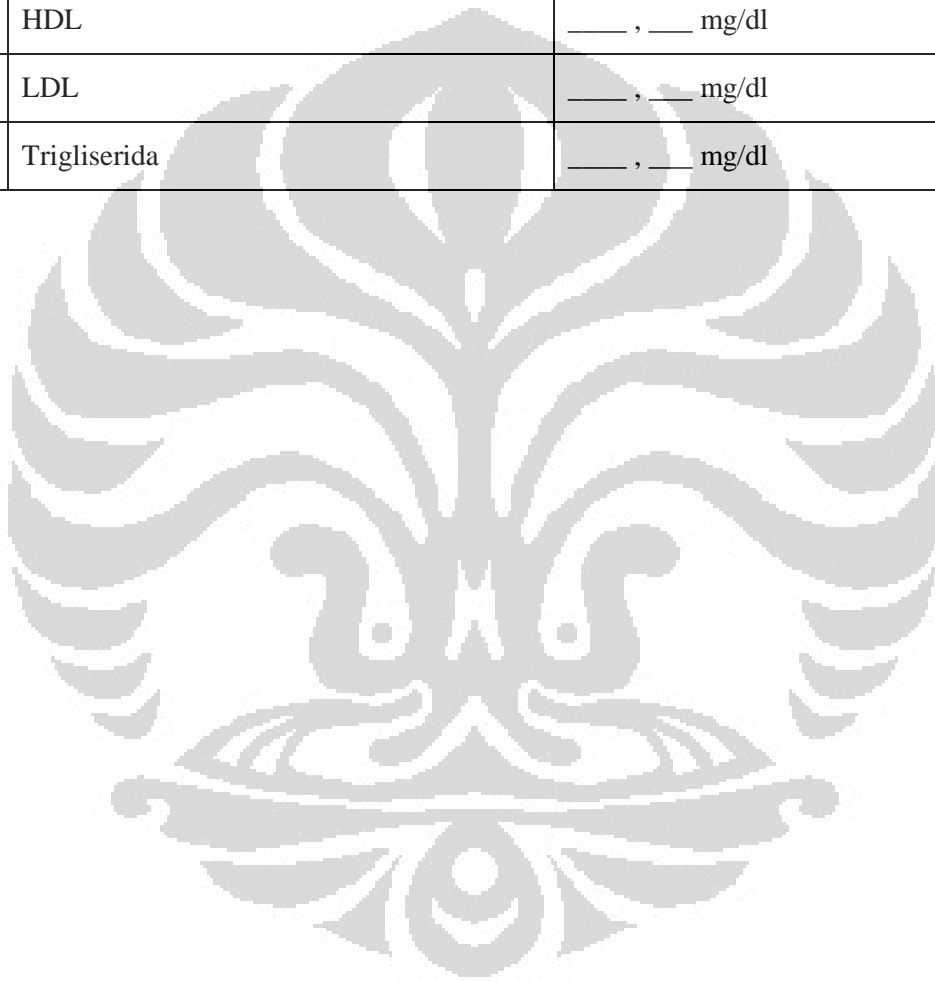 HDL ____ , ___ mg/dl
LDL ____ , ___ mg/dl
Trigliserida ____ , ___ mg/dl